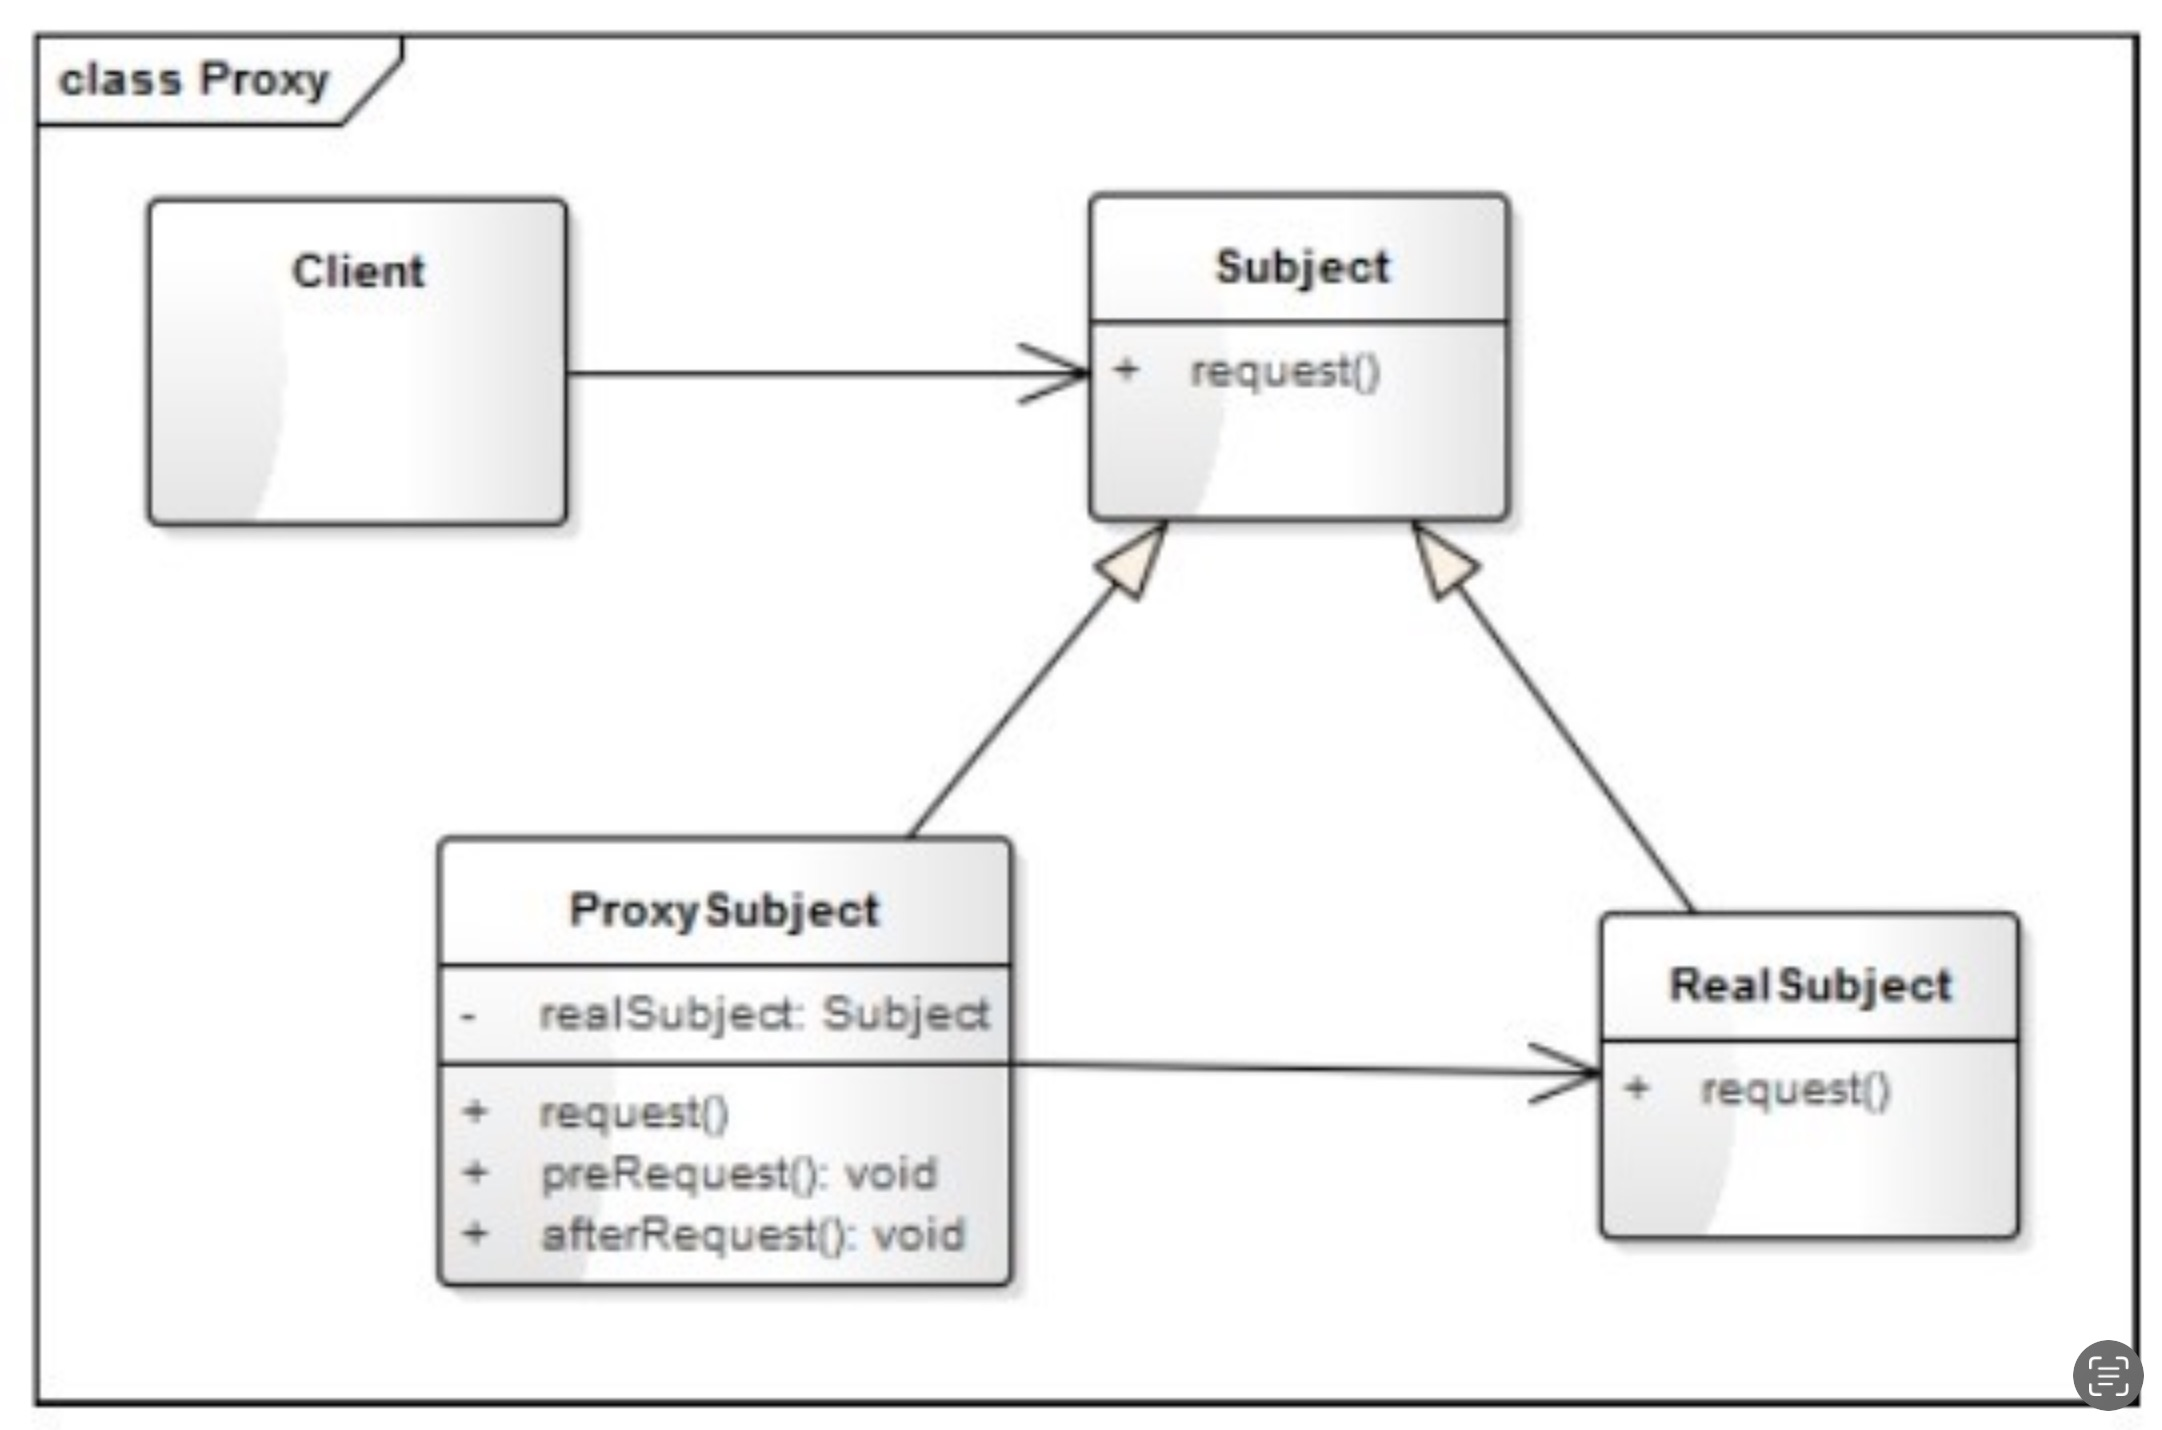 class Proxy
Client
Subject
+ request()
ProxySubject
- realSubject: Subject
+ request()
+ preRequest(): void
+ afterRequest(): void
RealSubject
+ request()